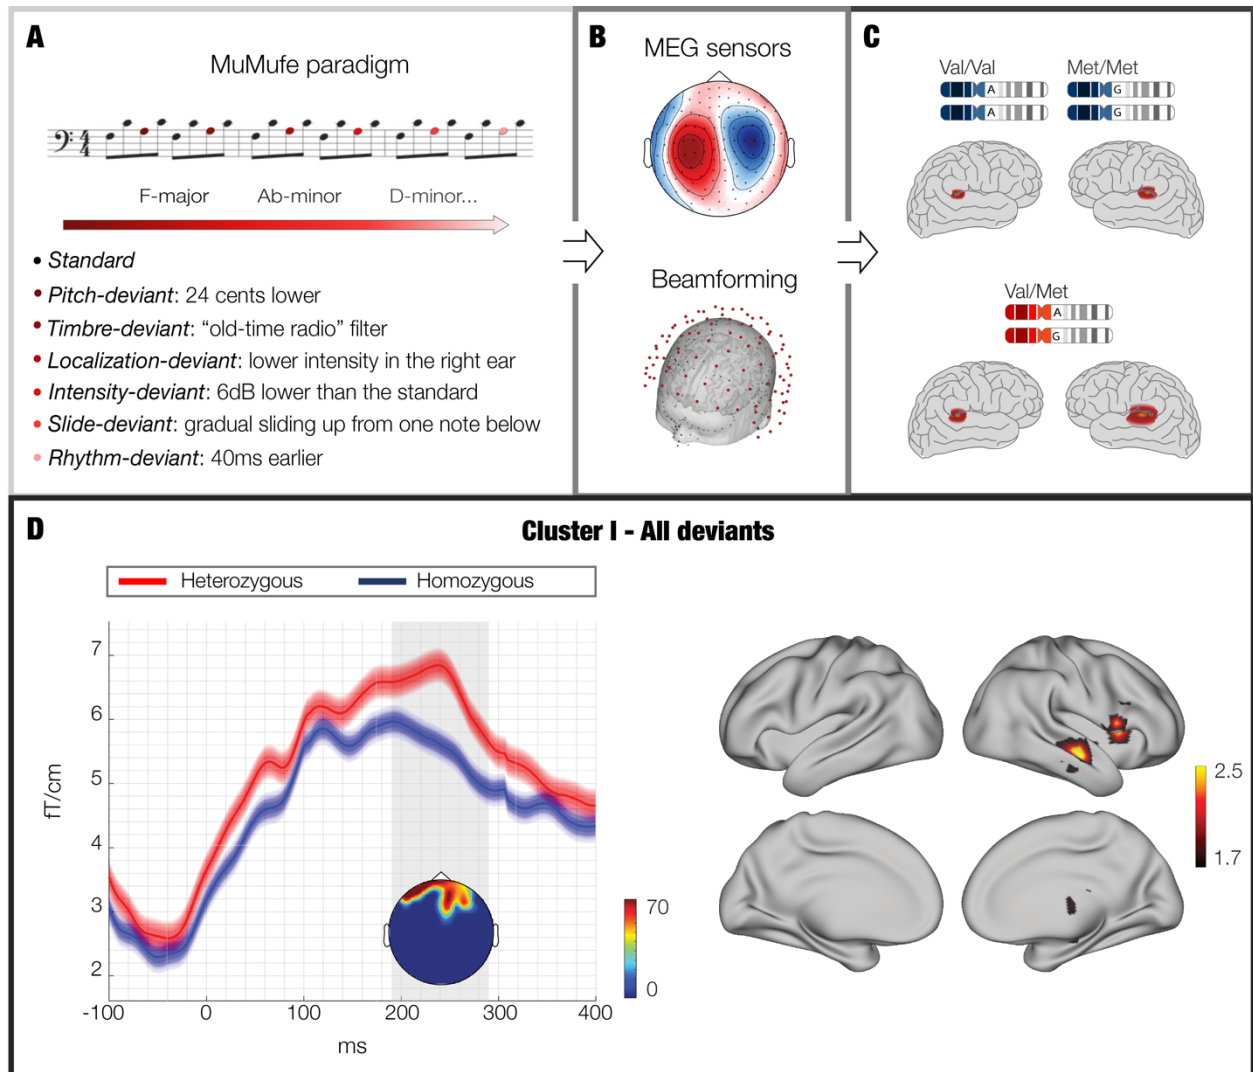 A
MuMufe paradigm
4
4
F-major Ab-minor D-minor...
• Standard
• Pitch-deviant: 24 cents lower
• Timbre-deviant: “old-time radio” filter
• Localization-deviant: lower intensity in the right ear
• Intensity-deviant: 6dB lower than the standard
• Slide-deviant: gradual sliding up from one note below
• Rhythm-deviant: 40ms earlier
B
MEG sensors
Beamforming
C
Val/Val Met/Met
A G
Val/Met
A
G
D
Cluster I - All deviants
Heterozygous Homozygous
7
6
5
4
3
2
fT/cm
-100 0 100 200 300 400
ms
70
0
2.5
1.7